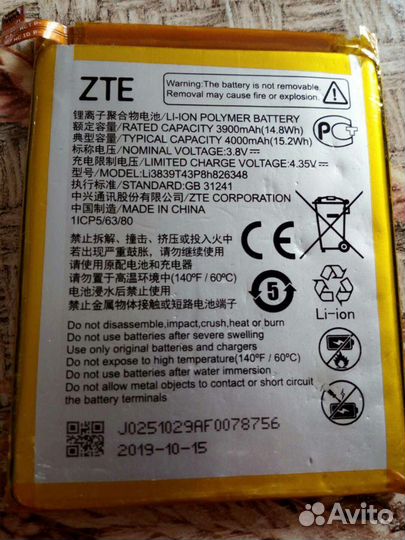 ZTE
Warning: The battery is not removable.
Removal may cause fire or explosion
锂离子聚合物电池/LI-ION POLYMER BATTERY
额定容量/RATED CAPACITY 3900mAh(14.8Wh)
典型容量/TYPICAL CAPACITY 4000mAh(15.2Wh)
标称电压/NOMINAL VOLTAGE:3.8V
充电限制电压/LIMITED CHARGE VOLTAGE:4.35V
型号/MODEL:Li3839T43P8h826348
执行标准/STANDARD:GB 31241
中兴通讯股份有限公司/ZTE CORPORATION
中国制造/MADE IN CHINA
1ICP5/63/80
禁止拆解、撞击、挤压或投入火中
若出现严重鼓胀，请勿继续使用
请使用原配电池和充电器
请勿置于高温环境中(140℉/60℃)
电池浸水后禁止使用
禁止金属物体接触或短路电池端子
Do not disassemble,impact,crush,heat or burn
Do not use batteries after severe swelling
Use only original batteries and chargers
Do not expose to high temperature(140℉/60℃)
Do not use batteries after water immersion
Do not allow metal objects to contact or short circuit
the battery terminals
PC
CE
5
Li-ion
J0251029AF0078756
2019-10-15
Avito